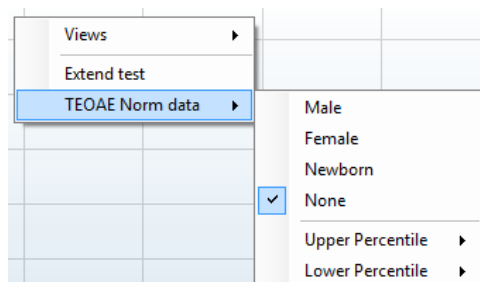 Views
Extend test
TEOAE Norm data
Male
Female
Newborn
None
Upper Percentile
Lower Percentile